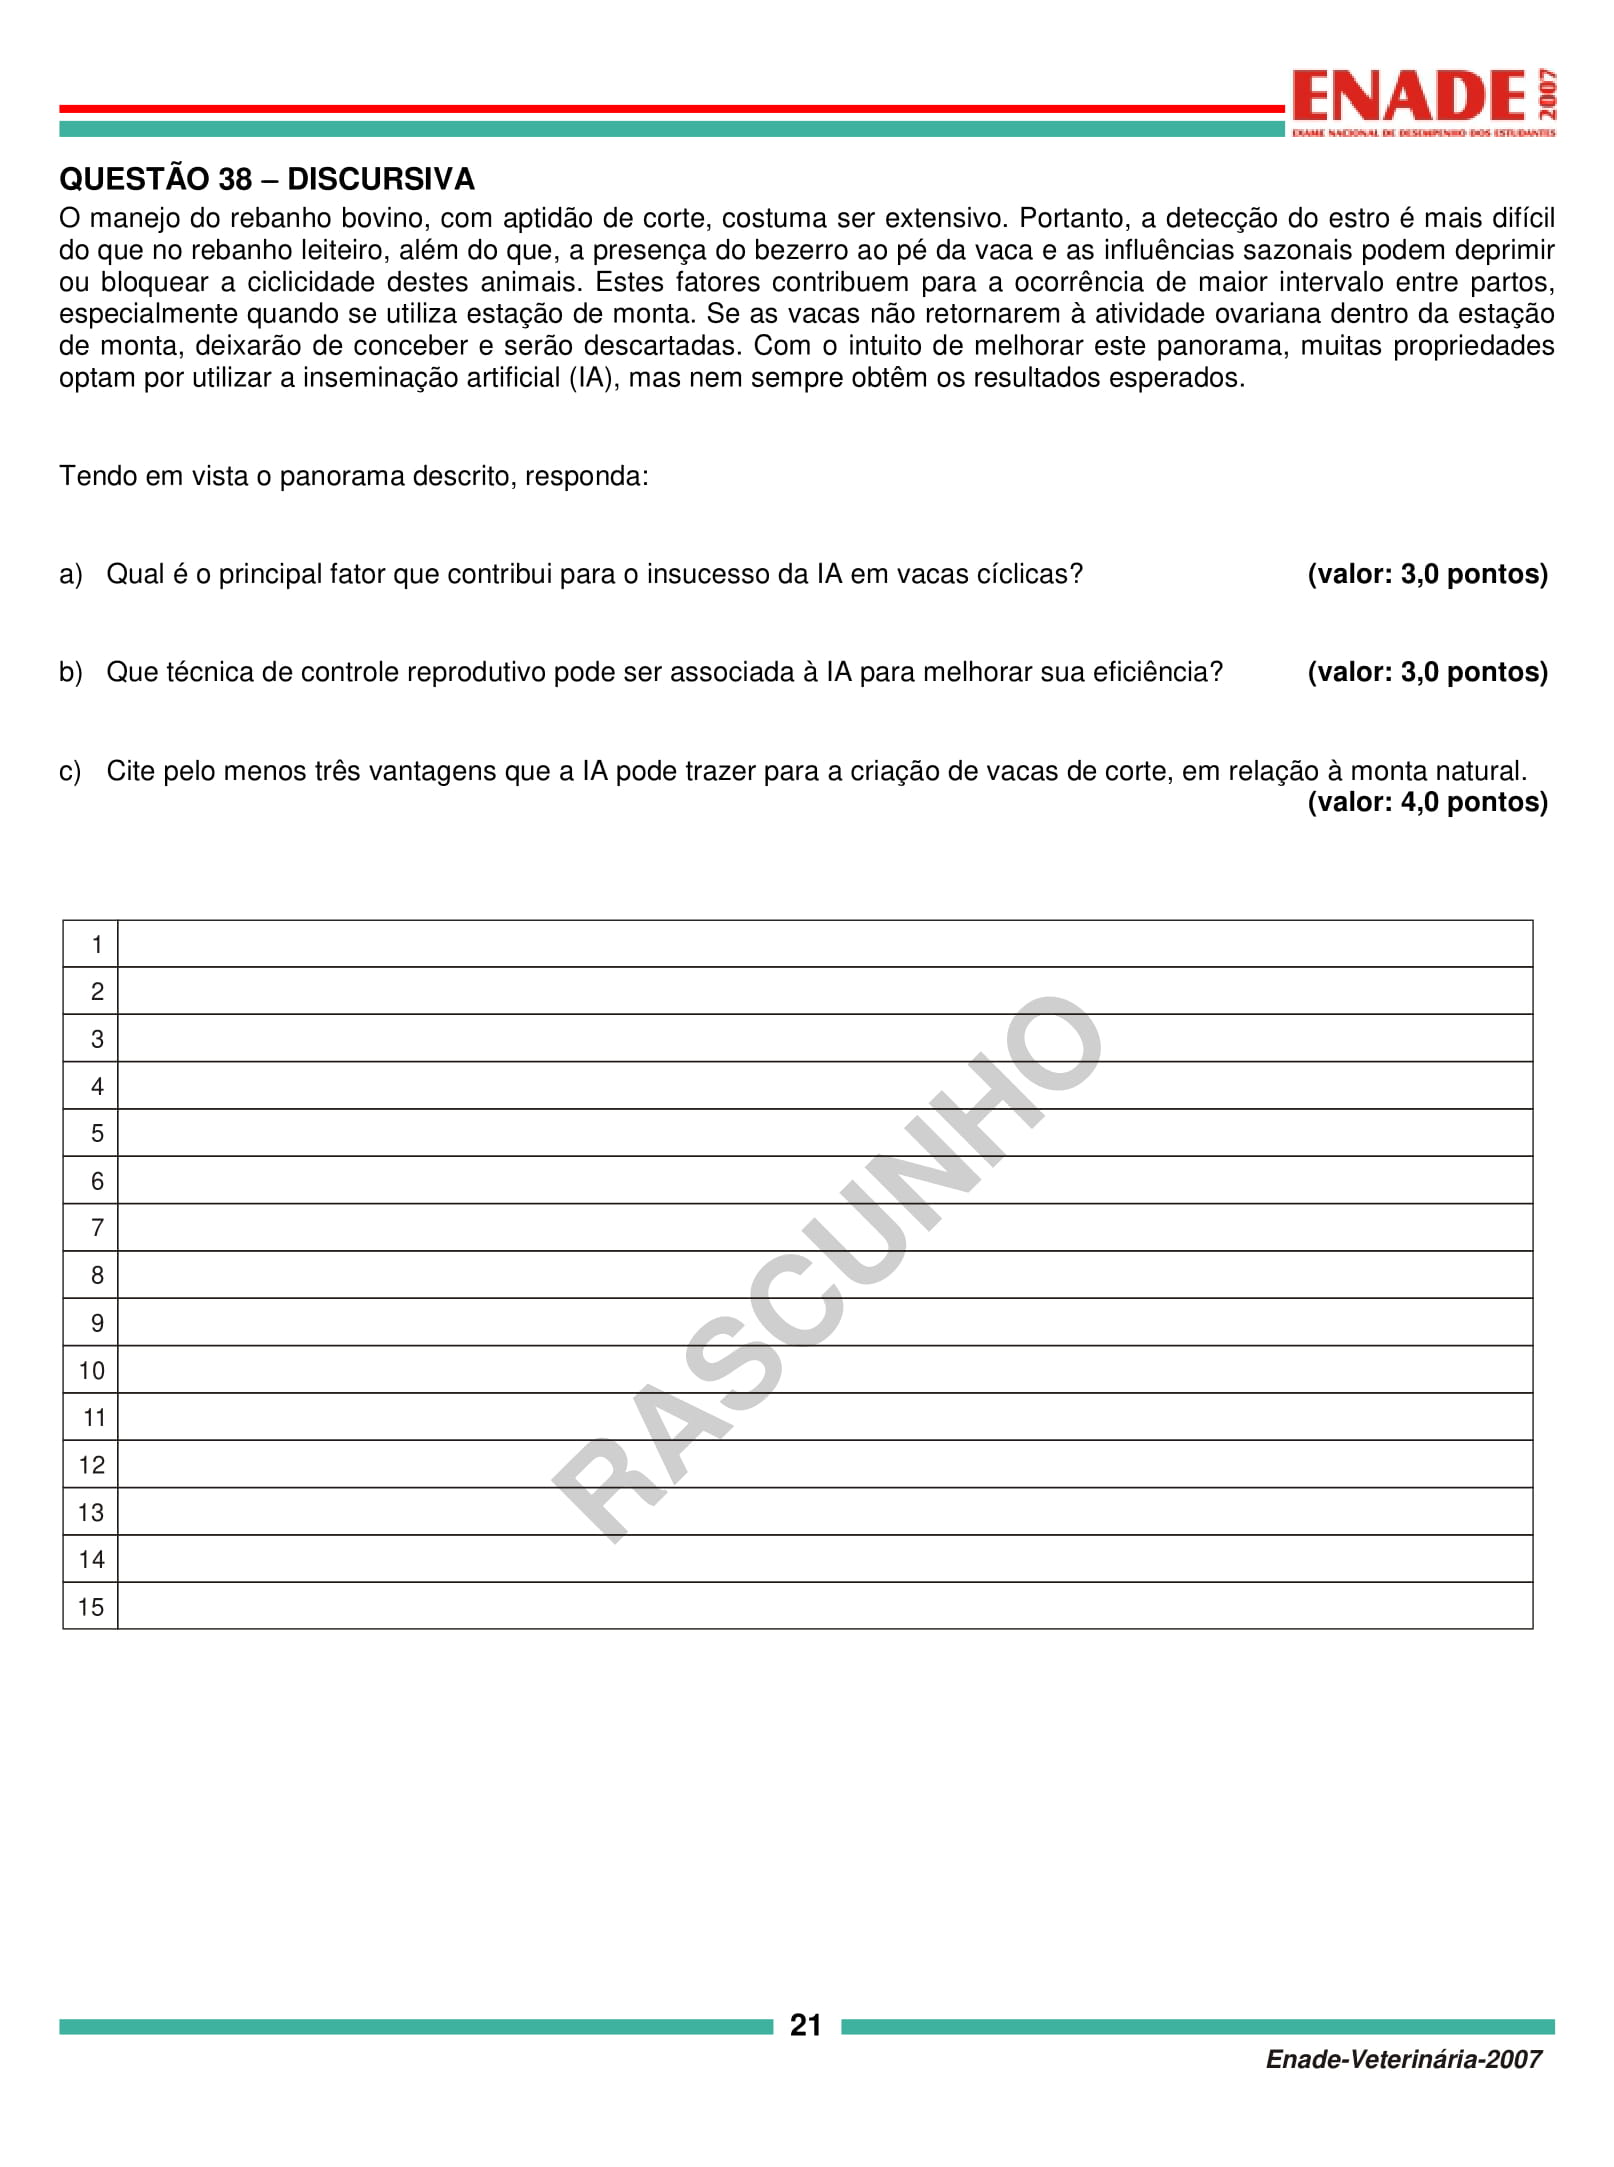 ENADE 2007
EXAME NACIONAL DE DESEMPENHO DOS ESTUDANTES
QUESTÃO 38 – DISCURSIVA
O manejo do rebanho bovino, com aptidão de corte, costuma ser extensivo. Portanto, a detecção do estro é mais difícil
do que no rebanho leiteiro, além do que, a presença do bezerro ao pé da vaca e as influências sazonais podem deprimir
ou bloquear a ciclicidade destes animais. Estes fatores contribuem para a ocorrência de maior intervalo entre partos,
especialmente quando se utiliza estação de monta. Se as vacas não retornarem à atividade ovariana dentro da estação
de monta, deixarão de conceber e serão descartadas. Com o intuito de melhorar este panorama, muitas propriedades
optam por utilizar a inseminação artificial (IA), mas nem sempre obtêm os resultados esperados.
Tendo em vista o panorama descrito, responda:
a) Qual é o principal fator que contribui para o insucesso da IA em vacas cíclicas? (valor: 3,0 pontos)
b) Que técnica de controle reprodutivo pode ser associada à IA para melhorar sua eficiência? (valor: 3,0 pontos)
c) Cite pelo menos três vantagens que a IA pode trazer para a criação de vacas de corte, em relação à monta natural.
(valor: 4,0 pontos)
1
2
3
4
5
6
7
8
9
10
11
12
13
14
15
RASCUNHO
21
Enade-Veterinária-2007